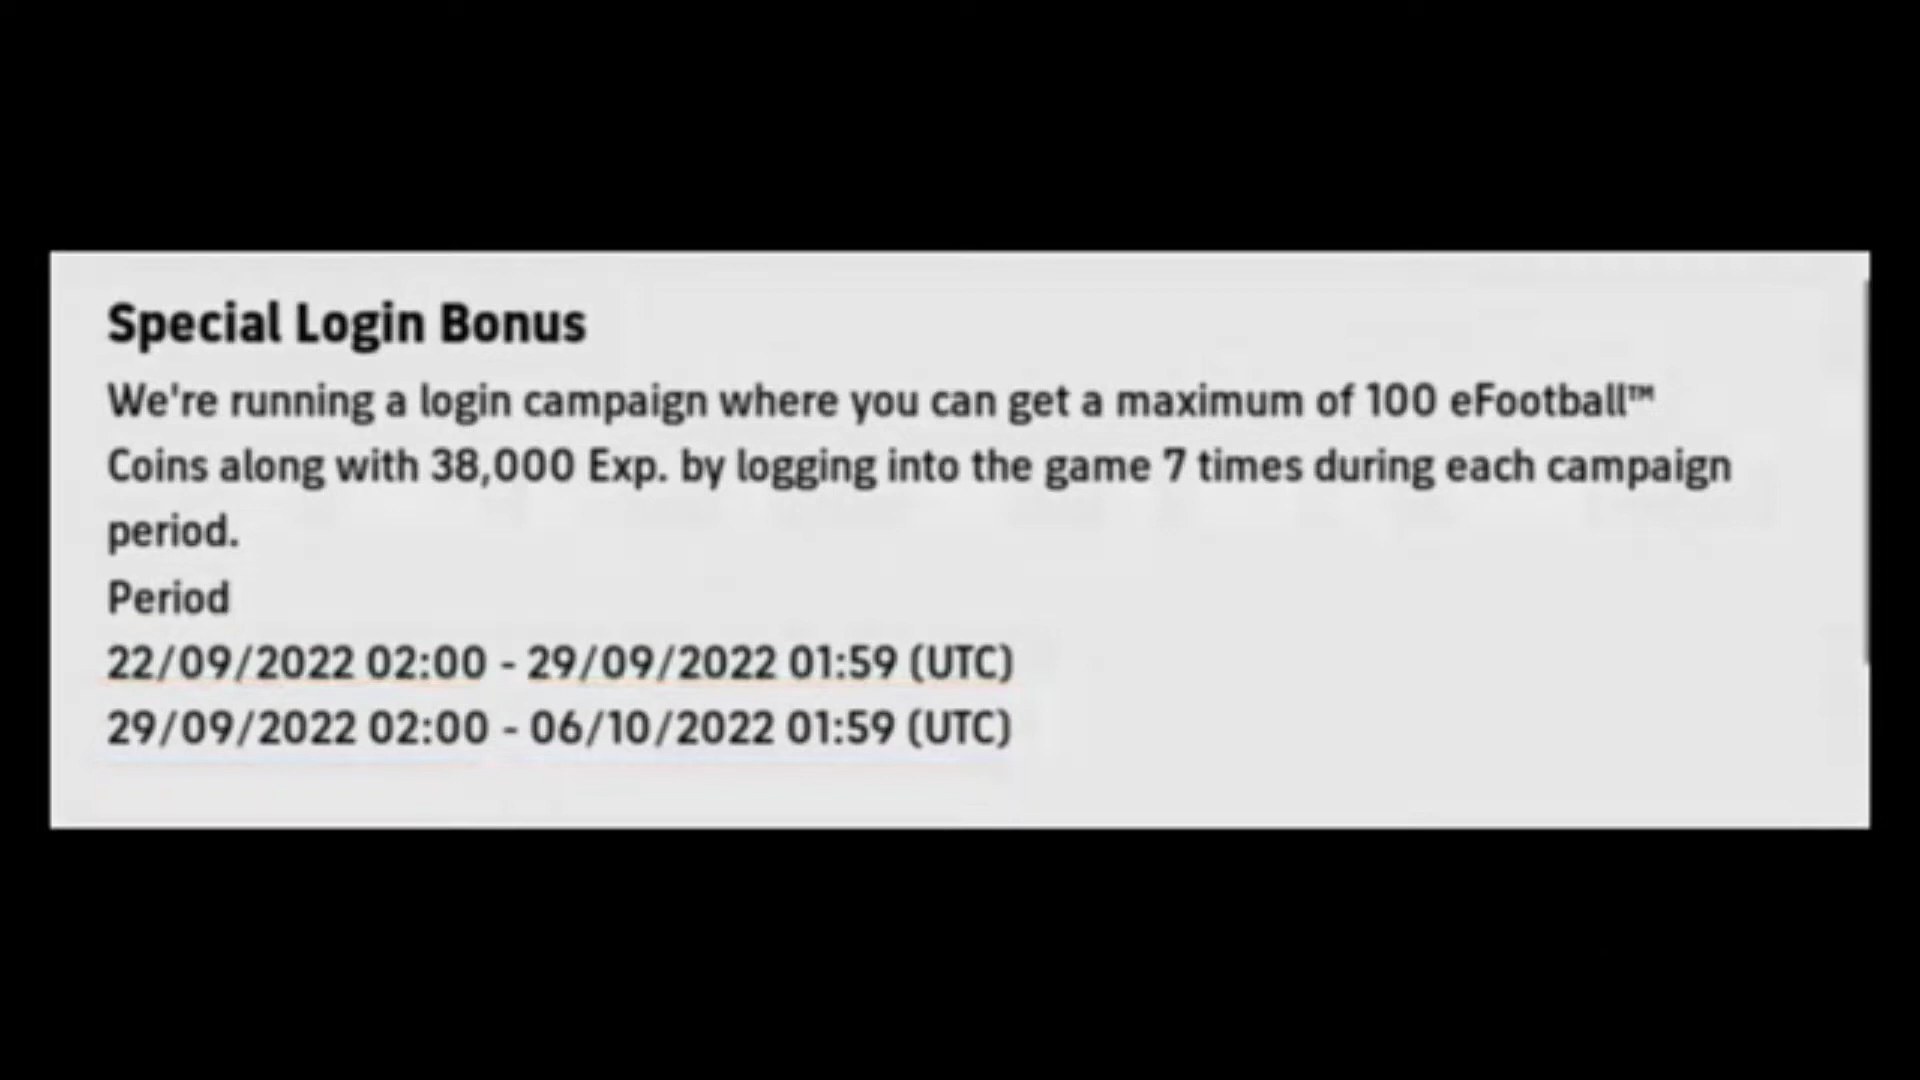 Special Login Bonus
We're running a login campaign where you can get a maximum of 100 eFootball™
Coins along with 38,000 Exp. by logging into the game 7 times during each campaign
period.
Period
22/09/2022 02:00 - 29/09/2022 01:59 (UTC)
29/09/2022 02:00 - 06/10/2022 01:59 (UTC)